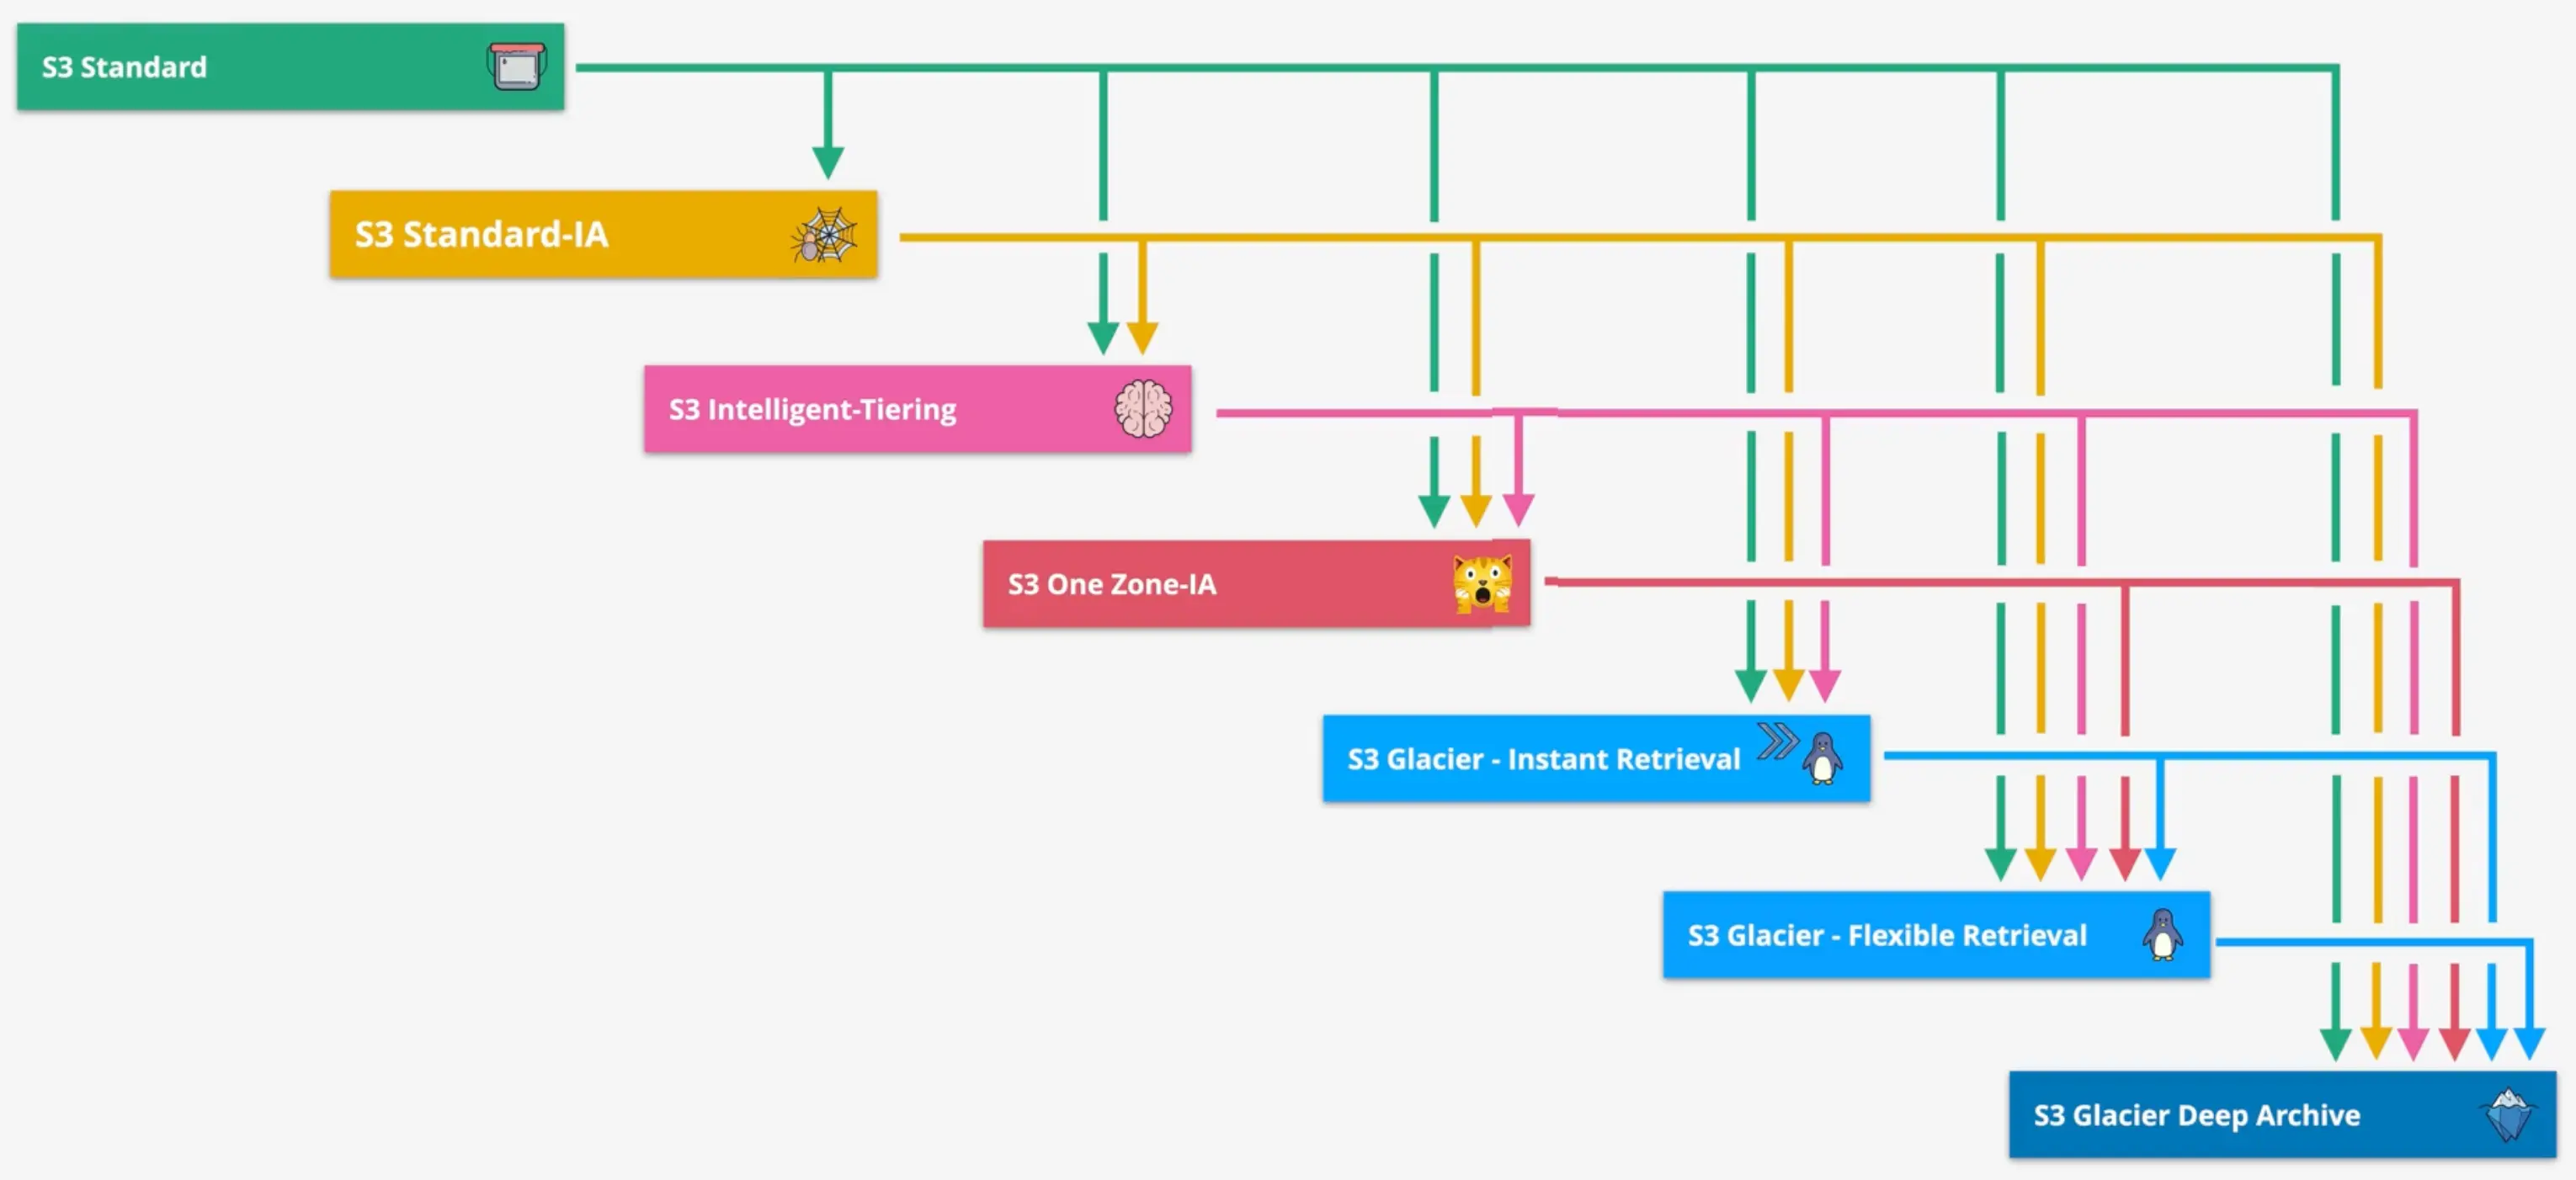 S3 Standard
S3 Standard-IA
S3 Intelligent-Tiering
S3 One Zone-IA
S3 Glacier - Instant Retrieval
S3 Glacier - Flexible Retrieval
S3 Glacier Deep Archive